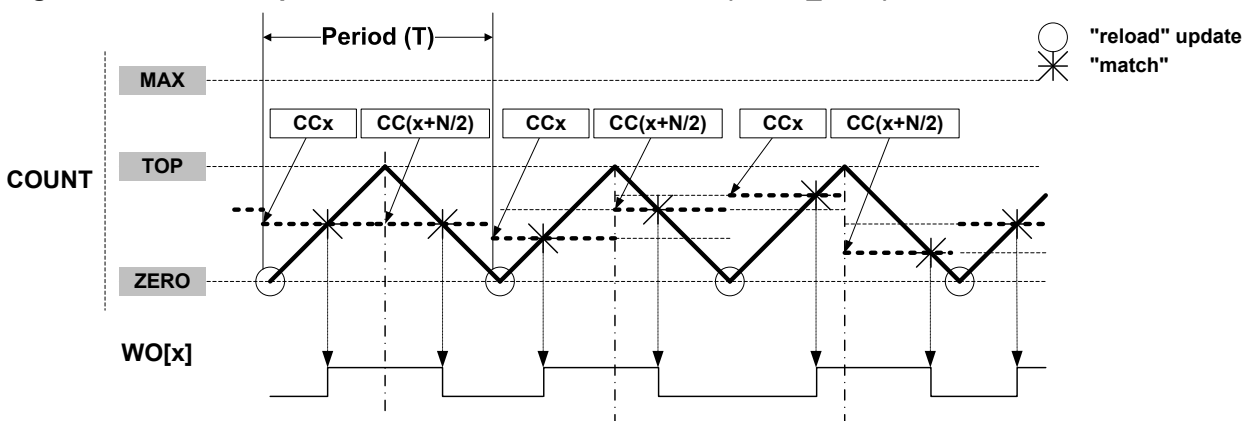 Period (T)
"reload" update
"match"
MAX
CCx CC(x+N/2) CCx CC(x+N/2) CCx CC(x+N/2)
TOP
COUNT
ZERO
WO[x]